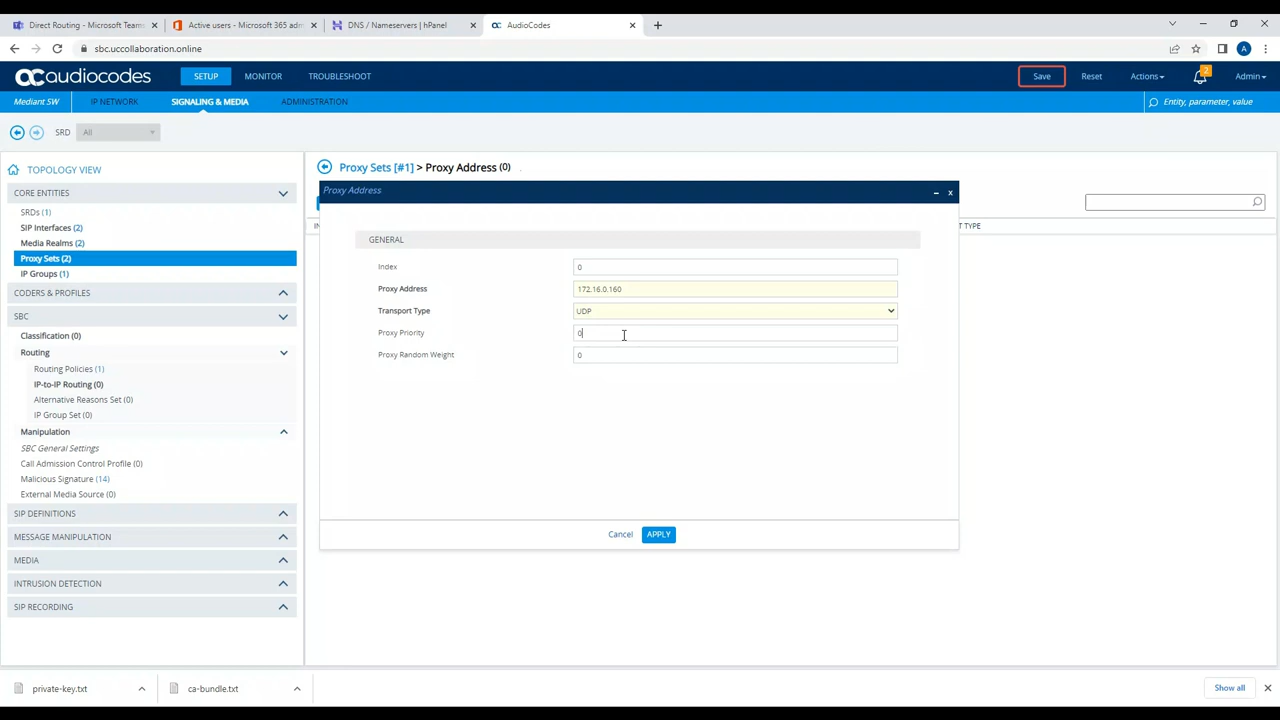 Direct Routing - Microsoft Teams
Active users - Microsoft 365 adm
DNS / Nameservers | hPanel
AudioCodes
sbc.uccollaboration.online
A
audiocodes
SETUP
MONITOR
TROUBLESHOOT
Save
Reset
Actions
2
Admin
Mediant SW
IP NETWORK
SIGNALING & MEDIA
ADMINISTRATION
Entity, parameter, value
SRD
All
TOPOLOGY VIEW
CORE ENTITIES
SRDs (1)
SIP Interfaces (2)
Media Realms (2)
Proxy Sets (2)
IP Groups (1)
CODERS & PROFILES
SBC
Classification (0)
Routing
Routing Policies (1)
IP-to-IP Routing (0)
Alternative Reasons Set (0)
IP Group Set (0)
Manipulation
SBC General Settings
Call Admission Control Profile (0)
Malicious Signature (14)
External Media Source (0)
SIP DEFINITIONS
MESSAGE MANIPULATION
MEDIA
INTRUSION DETECTION
SIP RECORDING
Proxy Sets [#1] > Proxy Address (0)
T TYPE
Proxy Address
x
GENERAL
Index
0
Proxy Address
172.16.0.160
Transport Type
UDP
Proxy Priority
0
Proxy Random Weight
0
Cancel
APPLY
private-key.txt
ca-bundle.txt
Show all